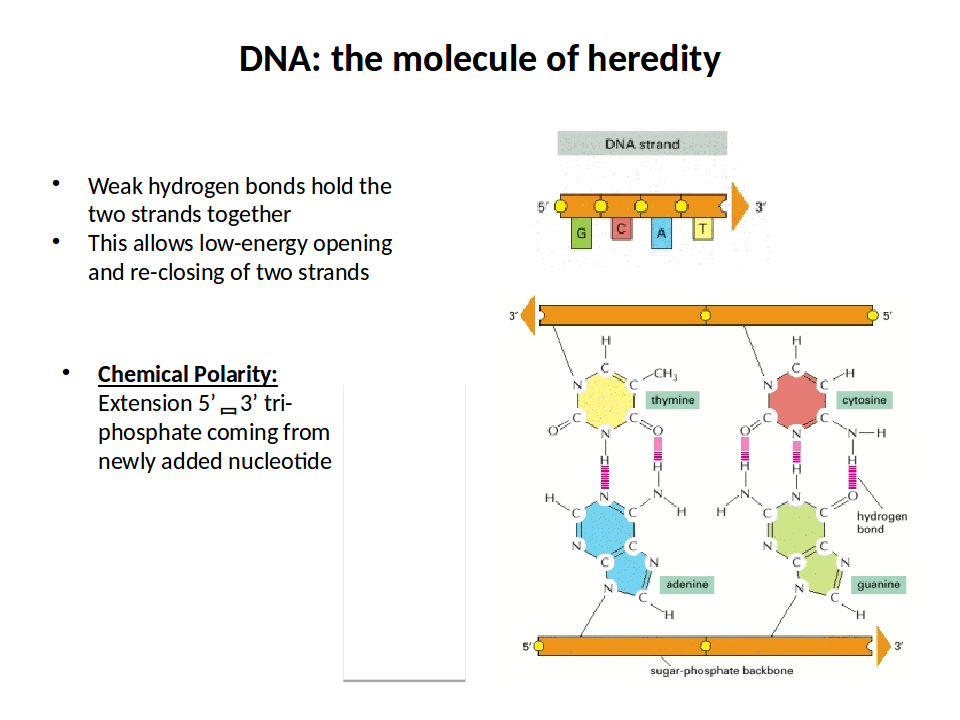 DNA: the molecule of heredity
• Weak hydrogen bonds hold the
two strands together
• This allows low-energy opening
and re-closing of two strands
• Chemical Polarity:
Extension 5’ 3’ tri-
phosphate coming from
newly added nucleotide
DNA strand
5′ 3′
G C A T
3′ 5′
H H
C C
N C CH3 N C H
thymine cytosine
C C C C
O N O O N N H
H H H H H
H N N N N O
C C H H C C
hydrogen
bond
N C N C
C N C N
adenine guanine
N C N C
H H
5′ 3′
sugar-phosphate backbone